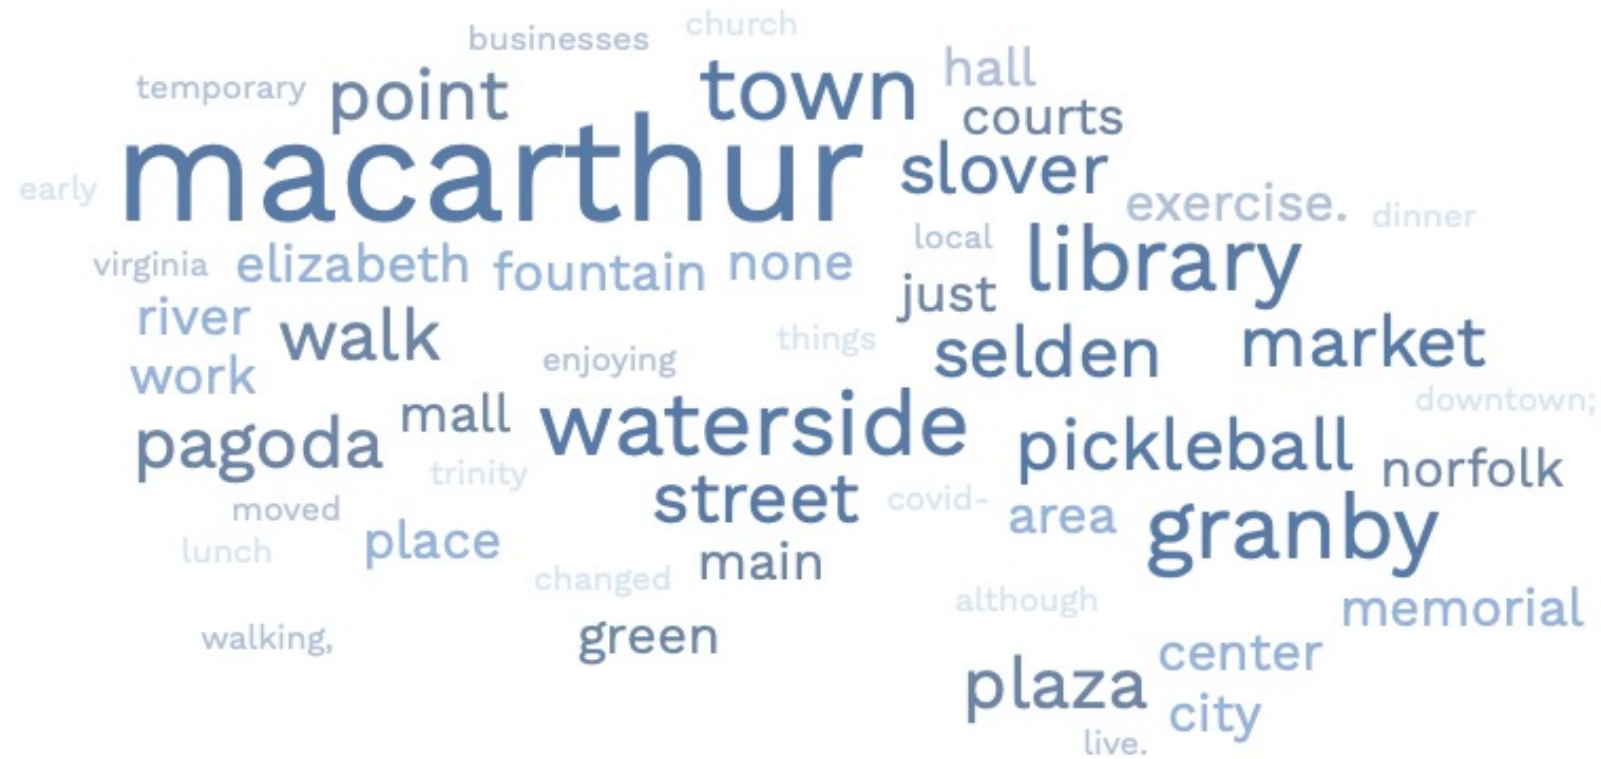 businesses church
temporary point town hall
courts
early macarthur slover
exercise. dinner
virginia elizabeth fountain none local library
river walk just
work enjoying things selden market
downtown;
pagoda mall waterside pickleball norfolk
trinity
moved street covid- area granby
lunch place main
changed although memorial
walking, green center
plaza city
live.